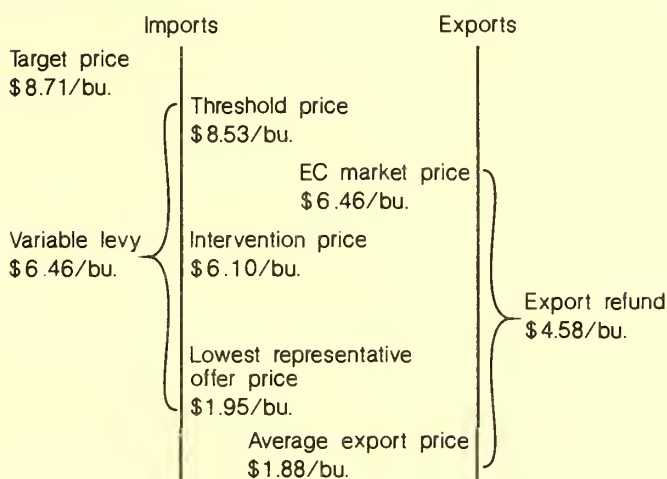 Imports
Exports
Target price
$8.71/bu.
Threshold price
$8.53/bu.
EC market price
$6.46/bu.
Variable levy
$6.46/bu.
Intervention price
$6.10/bu.
Export refund
$4.58/bu.
Lowest representative
offer price
$1.95/bu.
Average export price
$1.88/bu.